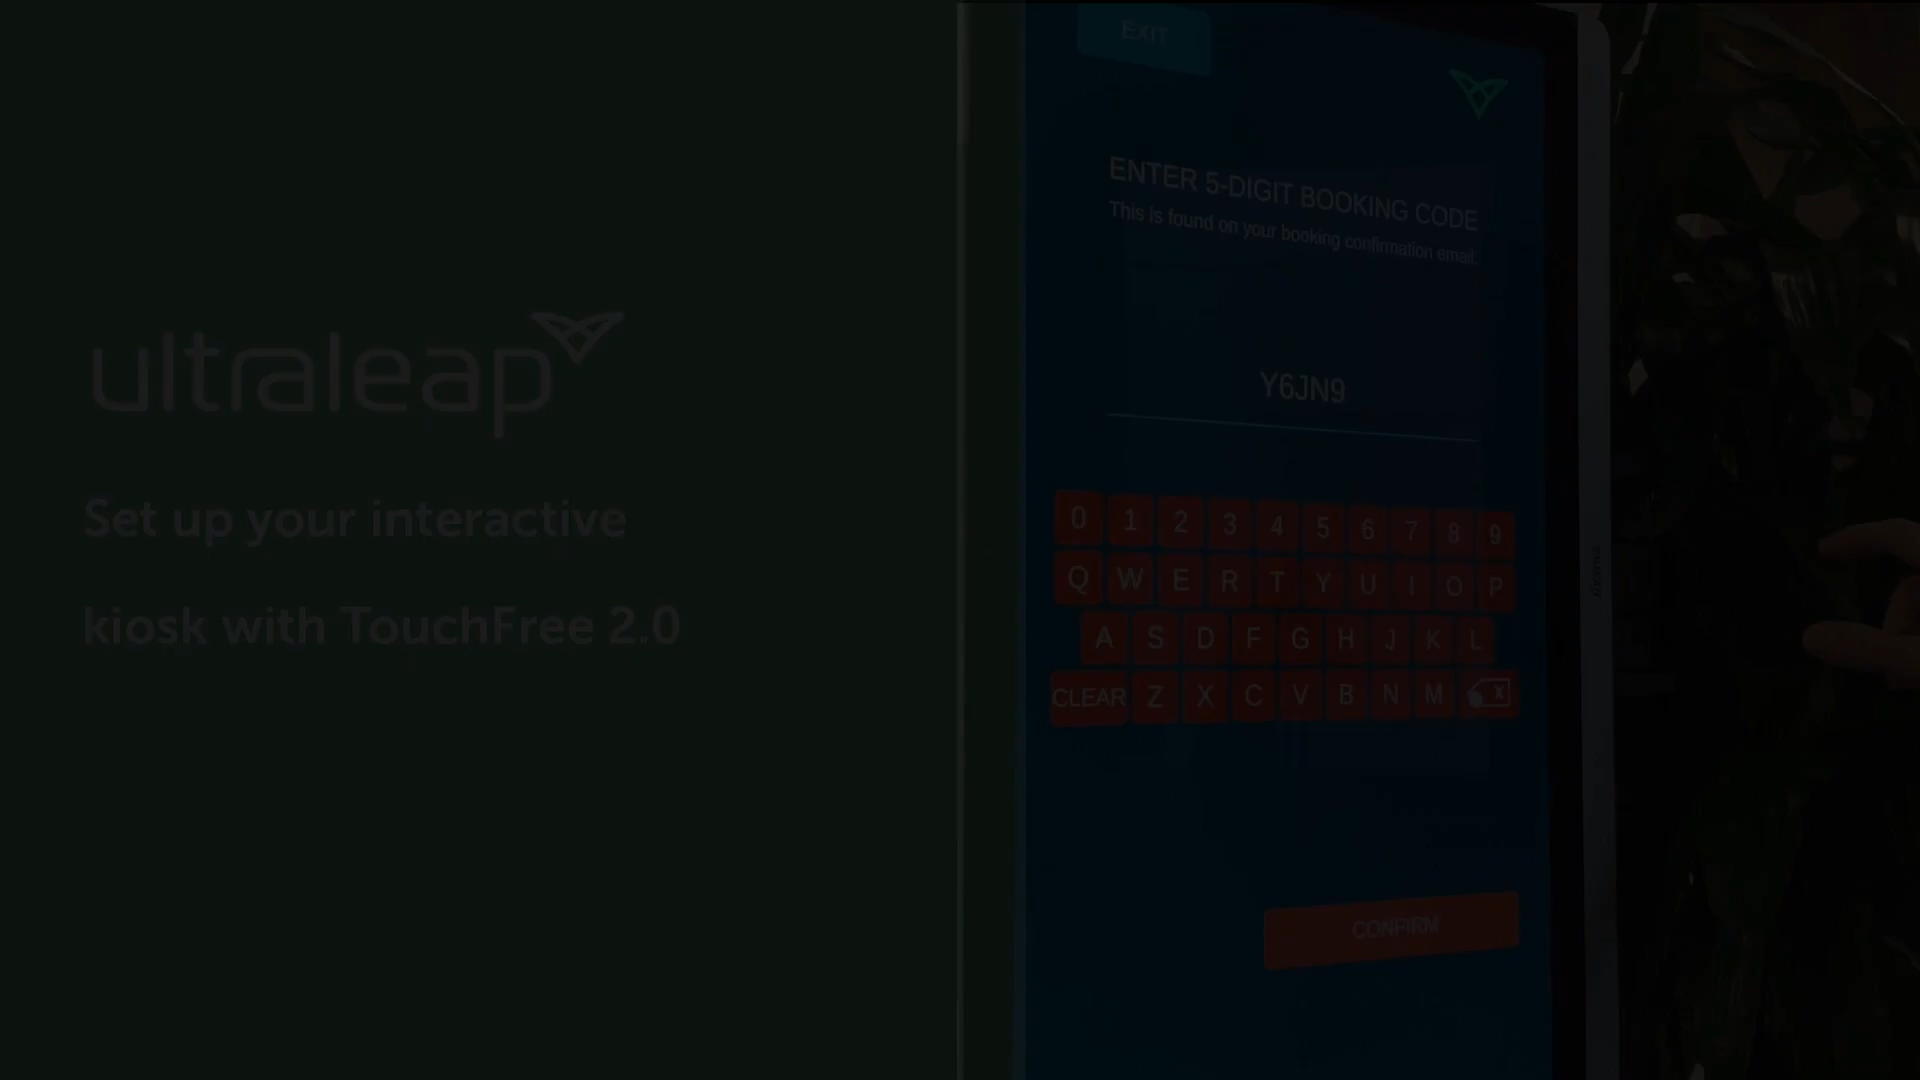 ultraleap
Set up your interactive
kiosk with TouchFree 2.0
EXIT
ENTER 5-DIGIT BOOKING CODE
This is found on your booking confirmation email.
Y6JN9
0 1 2 3 4 5 6 7 8 9
Q W E R T Y U I O P
A S D F G H J K L
CLEAR Z X C V B N M X
CONFIRM